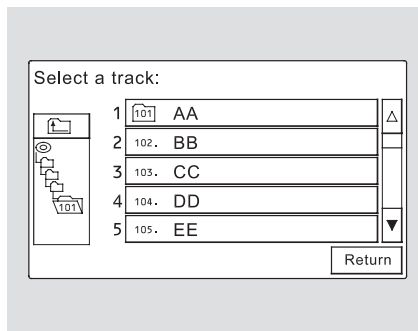 Select a track:
1 101 AA
2 102. BB
3 103. CC
4 104. DD
5 105. EE
101
Return